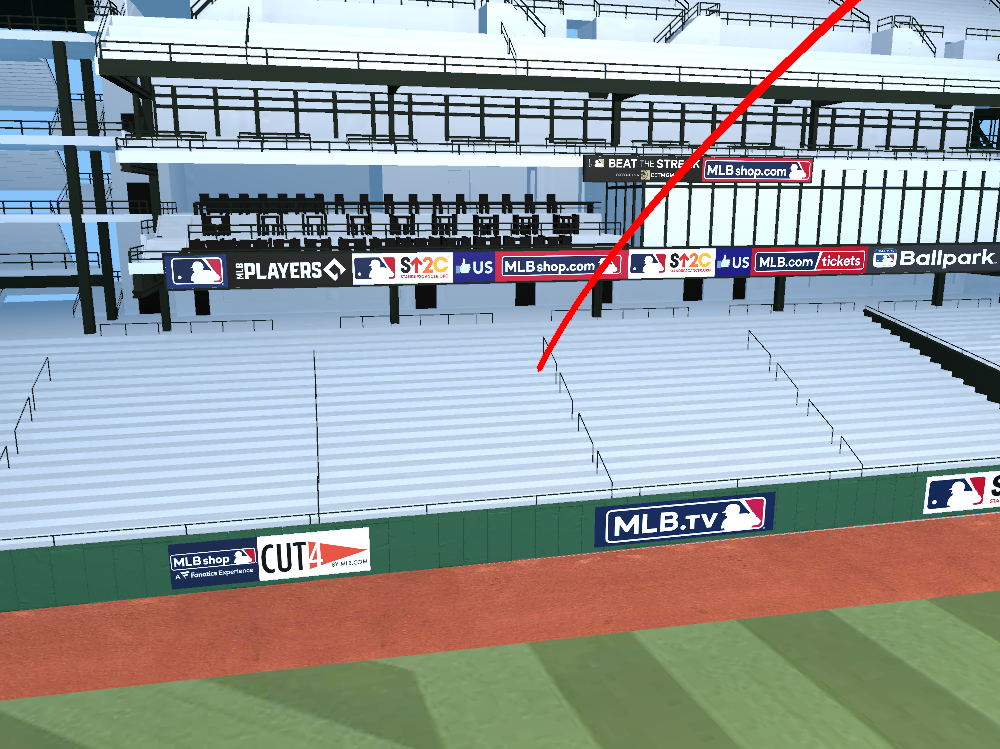 BEAT THE STREAK
MLBshop.com
MLB
PLAYERS
S↑2C
US
MLBshop.com
S↑2C
US
MLB.com/tickets
Ballpark.
MLBshop
A Fanatics Experience
CUT4
BY MLB.COM
MLB.TV
S